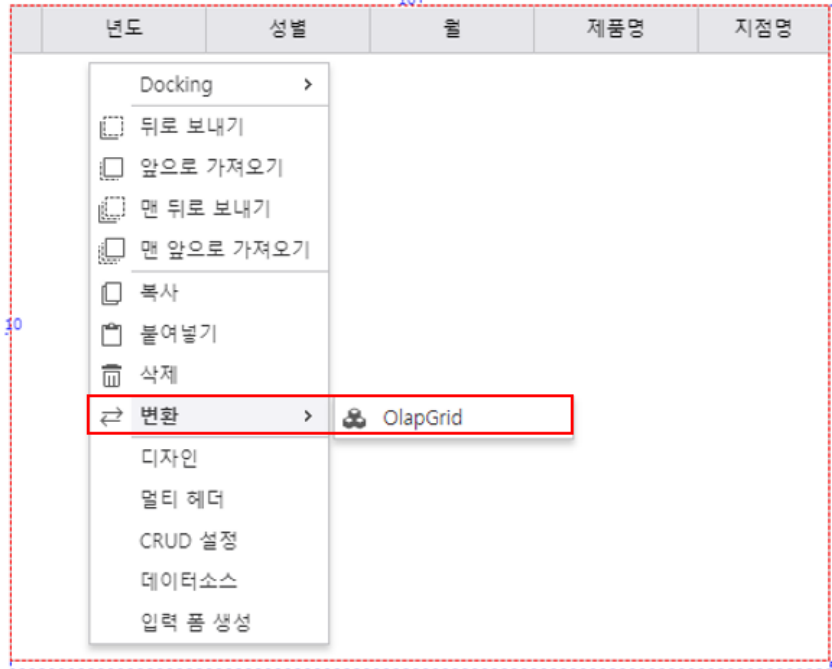 년도 성별 월 제품명 지점명
Docking
뒤로 보내기
앞으로 가져오기
맨 뒤로 보내기
맨 앞으로 가져오기
복사
10 붙여넣기
삭제
변환 OlapGrid
디자인
멀티 헤더
CRUD 설정
데이터소스
입력 폼 생성